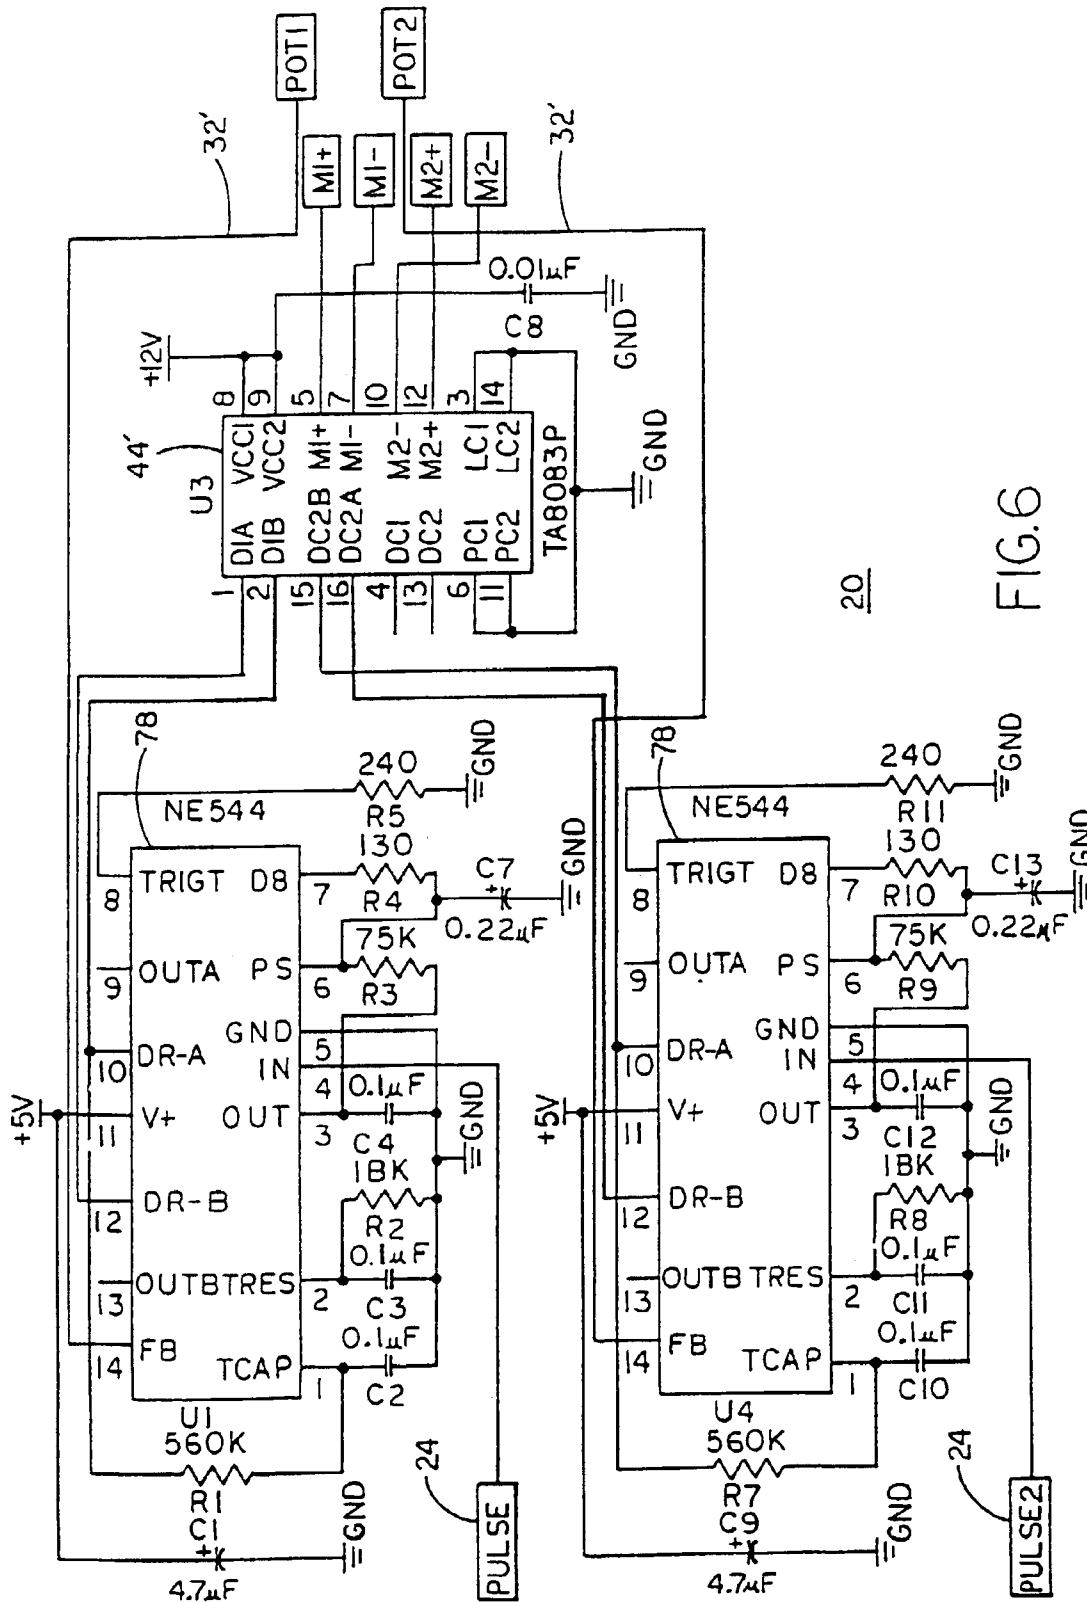 POT1
POT2
32'
M1+
M1-
M2+
M2-
32'
+12V
0.01µF
C8
GND
44'
U3
8
9
5
7
10
12
3
14
VCC1
VCC2
M1+
M1-
M2-
M2+
LC1
LC2
DIA
DIB
DC2B
DC2A
DC1
DC2
PC1
PC2
TA8083P
GND
1
2
15
16
4
13
6
11
20
FIG.6
78
NE544
240
R5
GND
8
TRIGT
D8
7
130
R4
C7
+
0.22µF
GND
9
OUTA
PS
6
75K
R3
GND
5
10
DR-A
IN
4
+5V
11
V+
OUT
3
0.1µF
C4
GND
12
DR-B
18K
R2
13
OUTB
TRES
2
0.1µF
C3
14
FB
TCAP
1
0.1µF
C2
U1
560K
R1
C1
+
4.7µF
GND
24
PULSE
78
NE544
240
R11
GND
8
TRIGT
D8
7
130
R10
C13
+
0.22µF
GND
9
OUTA
PS
6
75K
R9
GND
5
10
DR-A
IN
4
+5V
11
V+
OUT
3
0.1µF
C12
GND
12
DR-B
18K
R8
13
OUTB
TRES
2
0.1µF
C11
14
FB
TCAP
1
0.1µF
C10
U4
560K
R7
C9
+
4.7µF
GND
24
PULSE2